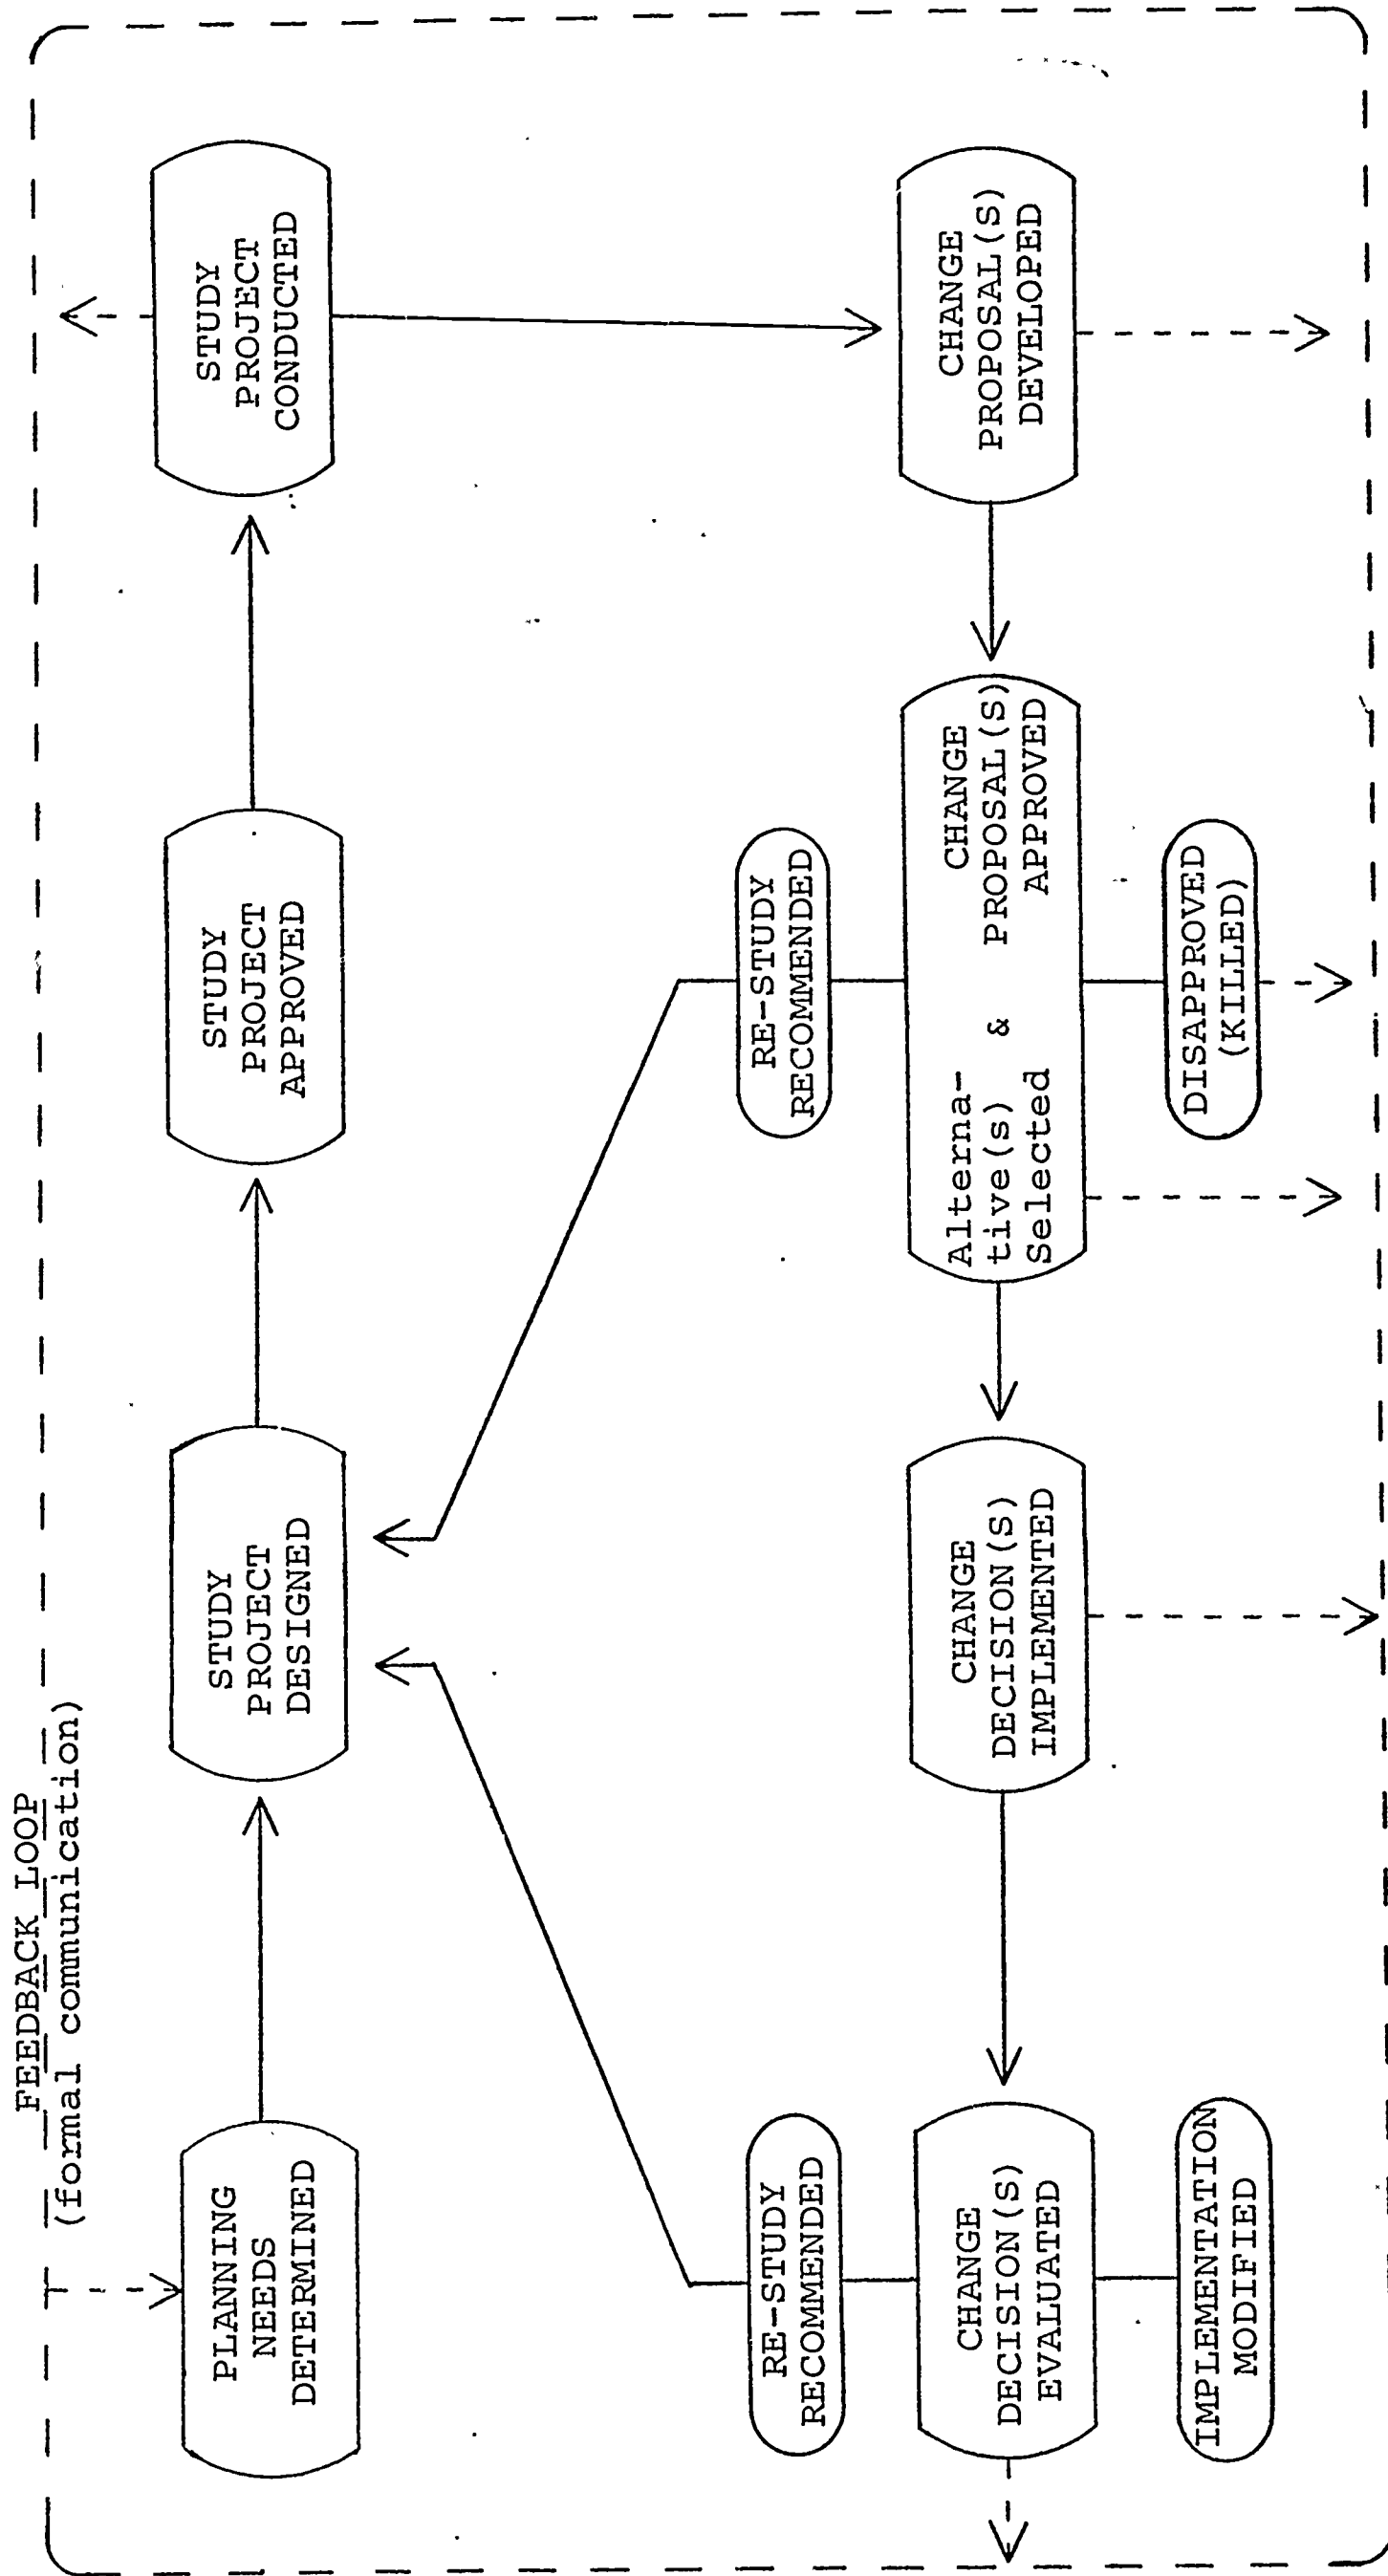 FEEDBACK LOOP
(formal communication)
PLANNING
NEEDS
DETERMINED
STUDY
PROJECT
DESIGNED
STUDY
PROJECT
APPROVED
STUDY
PROJECT
CONDUCTED
RE-STUDY
RECOMMENDED
RE-STUDY
RECOMMENDED
CHANGE
DECISION(S)
EVALUATED
CHANGE
DECISION(S)
IMPLEMENTED
Alterna-
tive(s)
Selected
&
CHANGE
PROPOSAL(S)
APPROVED
CHANGE
PROPOSAL(S)
DEVELOPED
IMPLEMENTATION
MODIFIED
DISAPPROVED
(KILLED)